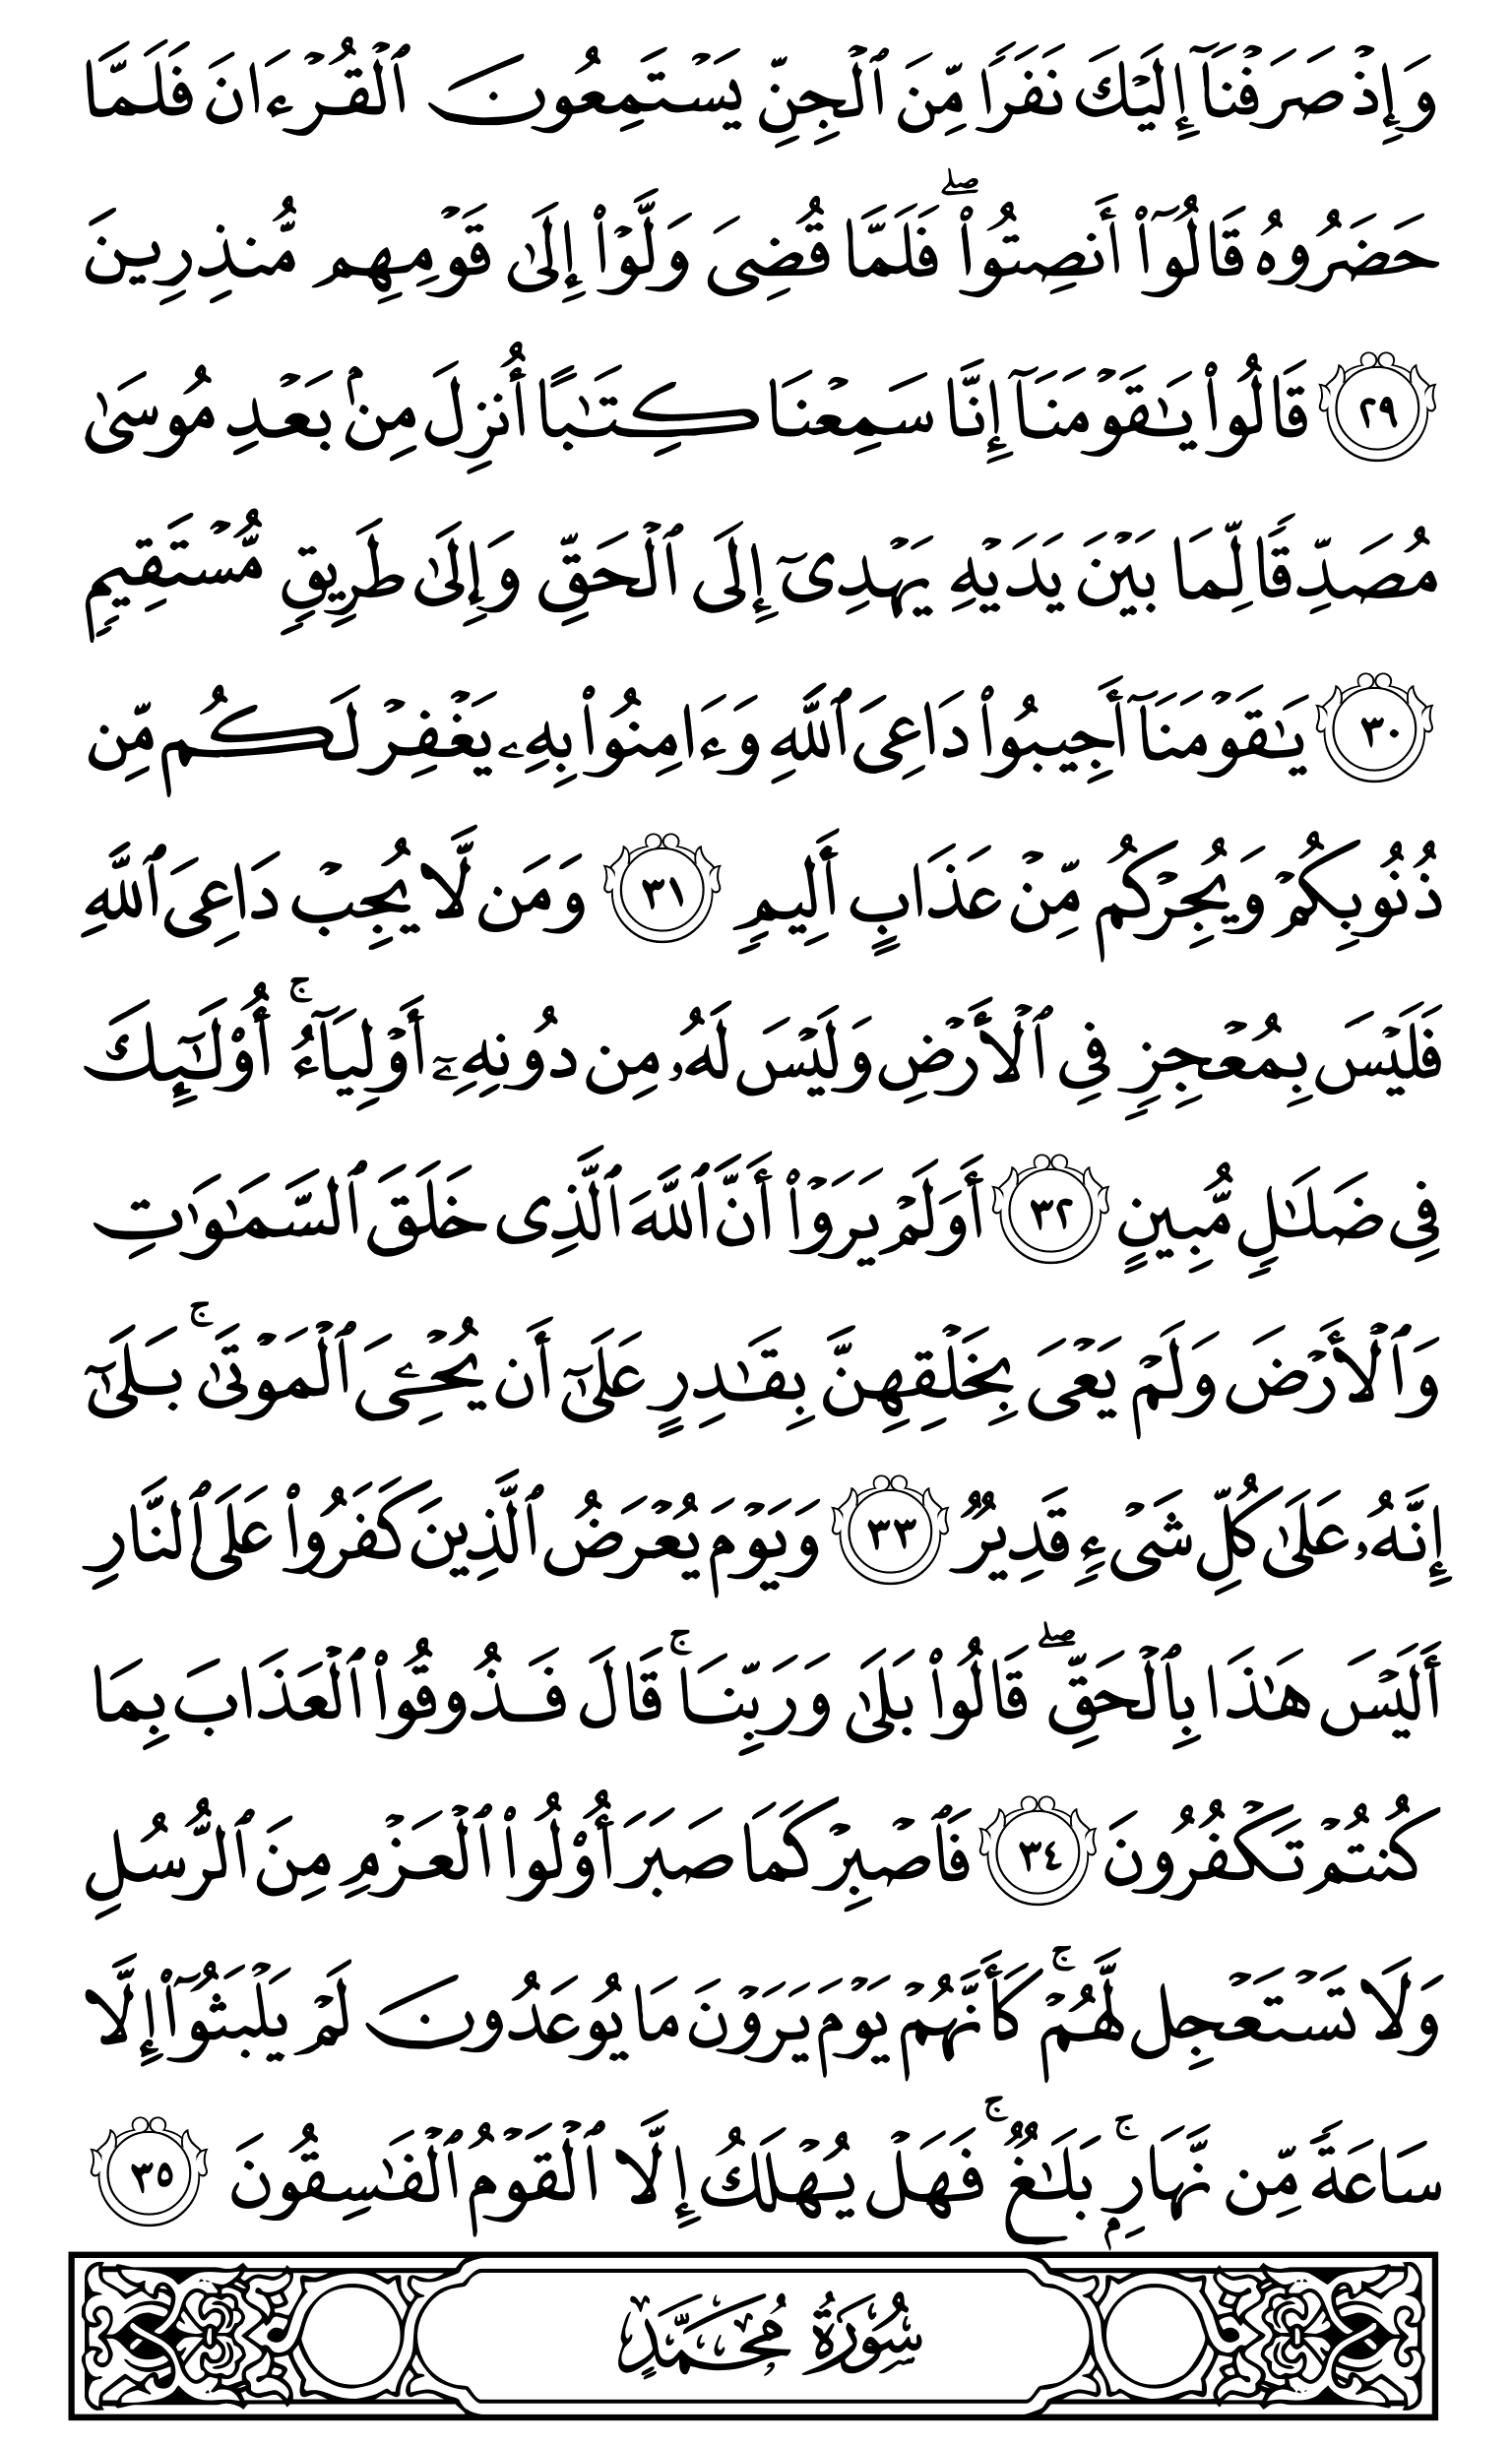 وَإِذۡ صَرَفۡنَآ إِلَيۡكَ نَفَرٗا مِّنَ ٱلۡجِنِّ يَسۡتَمِعُونَ ٱلۡقُرۡءَانَ فَلَمَّا
حَضَرُوهُ قَالُوٓاْ أَنصِتُواْۖ فَلَمَّا قُضِيَ وَلَّوۡاْ إِلَىٰ قَوۡمِهِم مُّنذِرِينَ
٢٩ قَالُواْ يَٰقَوۡمَنَآ إِنَّا سَمِعۡنَا كِتَٰبًا أُنزِلَ مِنۢ بَعۡدِ مُوسَىٰ
مُصَدِّقٗا لِّمَا بَيۡنَ يَدَيۡهِ يَهۡدِيٓ إِلَى ٱلۡحَقِّ وَإِلَىٰ طَرِيقٖ مُّسۡتَقِيمٖ
٣٠ يَٰقَوۡمَنَآ أَجِيبُواْ دَاعِيَ ٱللَّهِ وَءَامِنُواْ بِهِۦ يَغۡفِرۡ لَكُم مِّن
ذُنُوبِكُمۡ وَيُجِرۡكُم مِّنۡ عَذَابٍ أَلِيمٖ ٣١ وَمَن لَّا يُجِبۡ دَاعِيَ ٱللَّهِ
فَلَيۡسَ بِمُعۡجِزٖ فِي ٱلۡأَرۡضِ وَلَيۡسَ لَهُۥ مِن دُونِهِۦٓ أَوۡلِيَآءُۚ أُوْلَٰٓئِكَ
فِي ضَلَٰلٖ مُّبِينٍ ٣٢ أَوَلَمۡ يَرَوۡاْ أَنَّ ٱللَّهَ ٱلَّذِي خَلَقَ ٱلسَّمَٰوَٰتِ
وَٱلۡأَرۡضَ وَلَمۡ يَعۡيَ بِخَلۡقِهِنَّ بِقَٰدِرٍ عَلَىٰٓ أَن يُحۡـِۧيَ ٱلۡمَوۡتَىٰۚ بَلَىٰٓ
إِنَّهُۥ عَلَىٰ كُلِّ شَيۡءٖ قَدِيرٞ ٣٣ وَيَوۡمَ يُعۡرَضُ ٱلَّذِينَ كَفَرُواْ عَلَى ٱلنَّارِ
أَلَيۡسَ هَٰذَا بِٱلۡحَقِّۖ قَالُواْ بَلَىٰ وَرَبِّنَاۚ قَالَ فَذُوقُواْ ٱلۡعَذَابَ بِمَا
كُنتُمۡ تَكۡفُرُونَ ٣٤ فَٱصۡبِرۡ كَمَا صَبَرَ أُوْلُواْ ٱلۡعَزۡمِ مِنَ ٱلرُّسُلِ
وَلَا تَسۡتَعۡجِل لَّهُمۡۚ كَأَنَّهُمۡ يَوۡمَ يَرَوۡنَ مَا يُوعَدُونَ لَمۡ يَلۡبَثُوٓاْ إِلَّا
سَاعَةٗ مِّن نَّهَارِۭۚ بَلَٰغٞۚ فَهَلۡ يُهۡلَكُ إِلَّا ٱلۡقَوۡمُ ٱلۡفَٰسِقُونَ ٣٥
سُورَةُ مُحَمَّدٍ